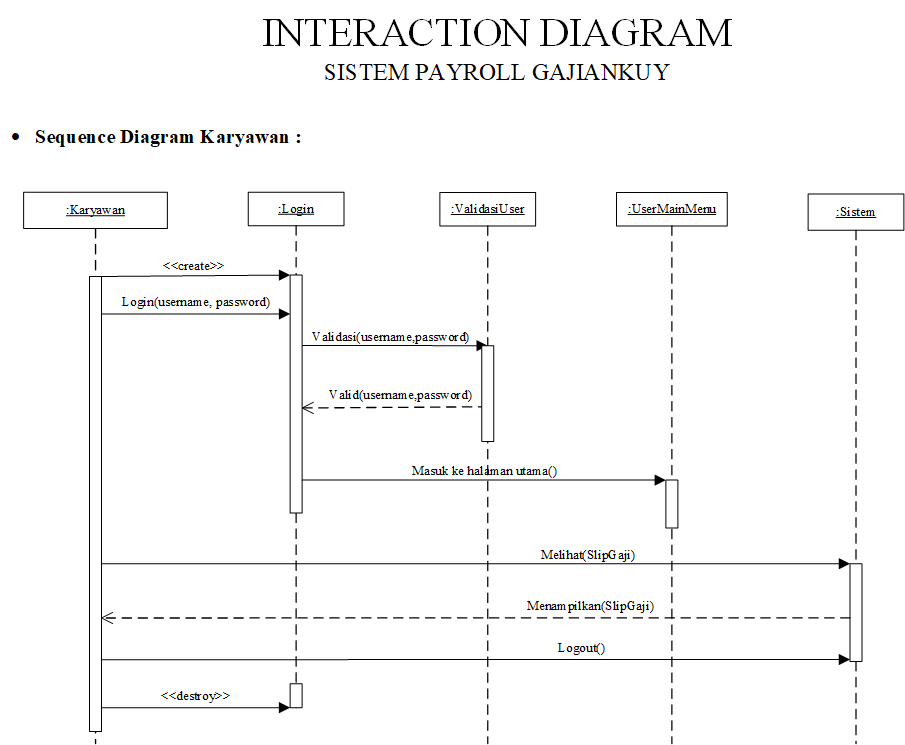 INTERACTION DIAGRAM
SISTEM PAYROLL GAJIANKUY
• Sequence Diagram Karyawan :
:Karyawan
:Login
:ValidasiUser
:UserMainMenu
:Sistem
<<create>>
Login(username, password)
Validasi(username,password)
Valid(username,password)
Masuk ke halaman utama()
Melihat(SlipGaji)
Menampilkan(SlipGaji)
Logout()
<<destroy>>